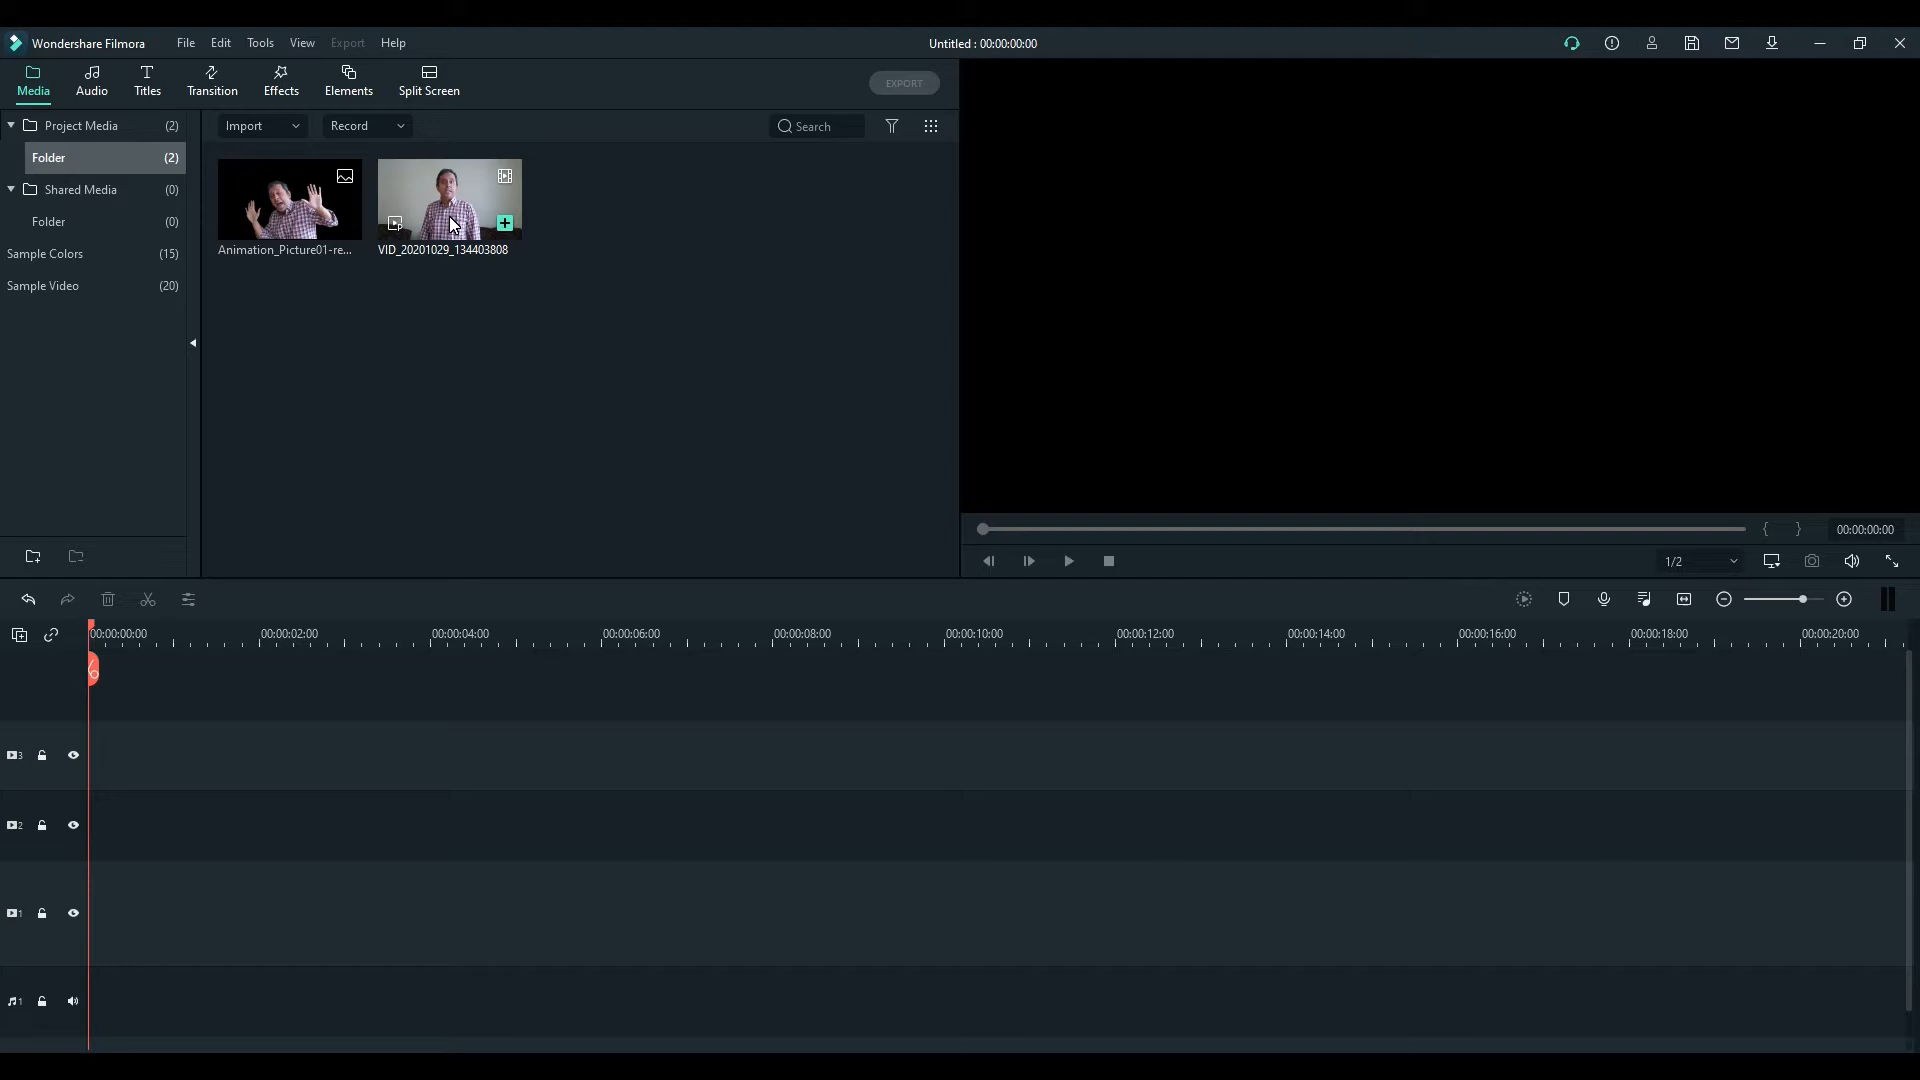 Wondershare Filmora File Edit Tools View Export Help Untitled : 00:00:00:00
Media Audio Titles Transition Effects Elements Split Screen EXPORT
Project Media (2) Import Record Search
Folder (2)
Shared Media (0)
Folder (0)
Animation_Picture01-re... VID_20201029_134403808
Sample Colors (15)
Sample Video (20)
00:00:00:00
1/2
00:00:00:00 00:00:02:00 00:00:04:00 00:00:06:00 00:00:08:00 00:00:10:00 00:00:12:00 00:00:14:00 00:00:16:00 00:00:18:00 00:00:20:00
3
2
1
1